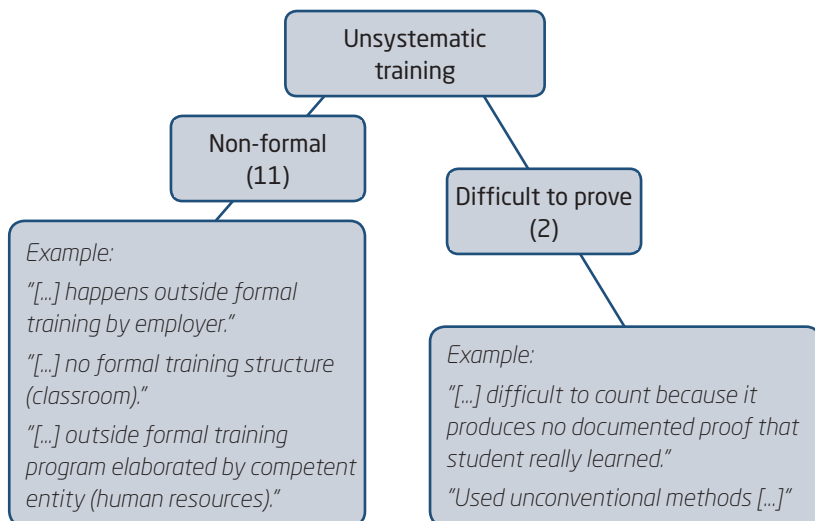 Unsystematic
training
Non-formal
(11)
Difficult to prove
(2)
Example:
"[...] happens outside formal
training by employer."
"[...] no formal training structure
(classroom)."
"[...] outside formal training
program elaborated by competent
entity (human resources)."
Example:
"[...] difficult to count because it
produces no documented proof that
student really learned."
"Used unconventional methods [...]"